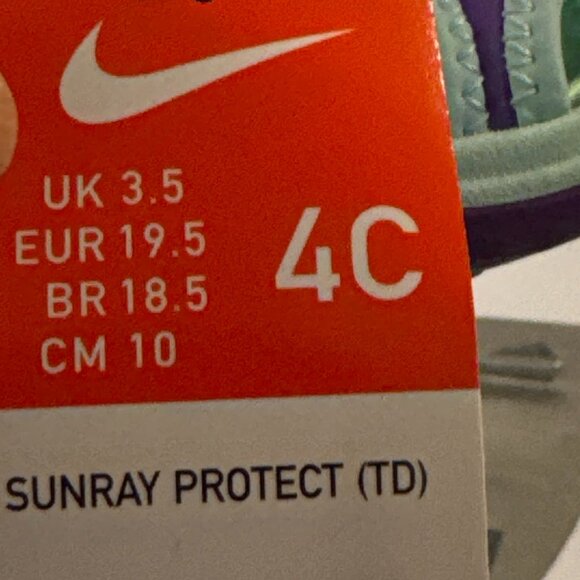 UK 3.5
EUR 19.5
BR 18.5
CM 10
4C
SUNRAY PROTECT (TD)